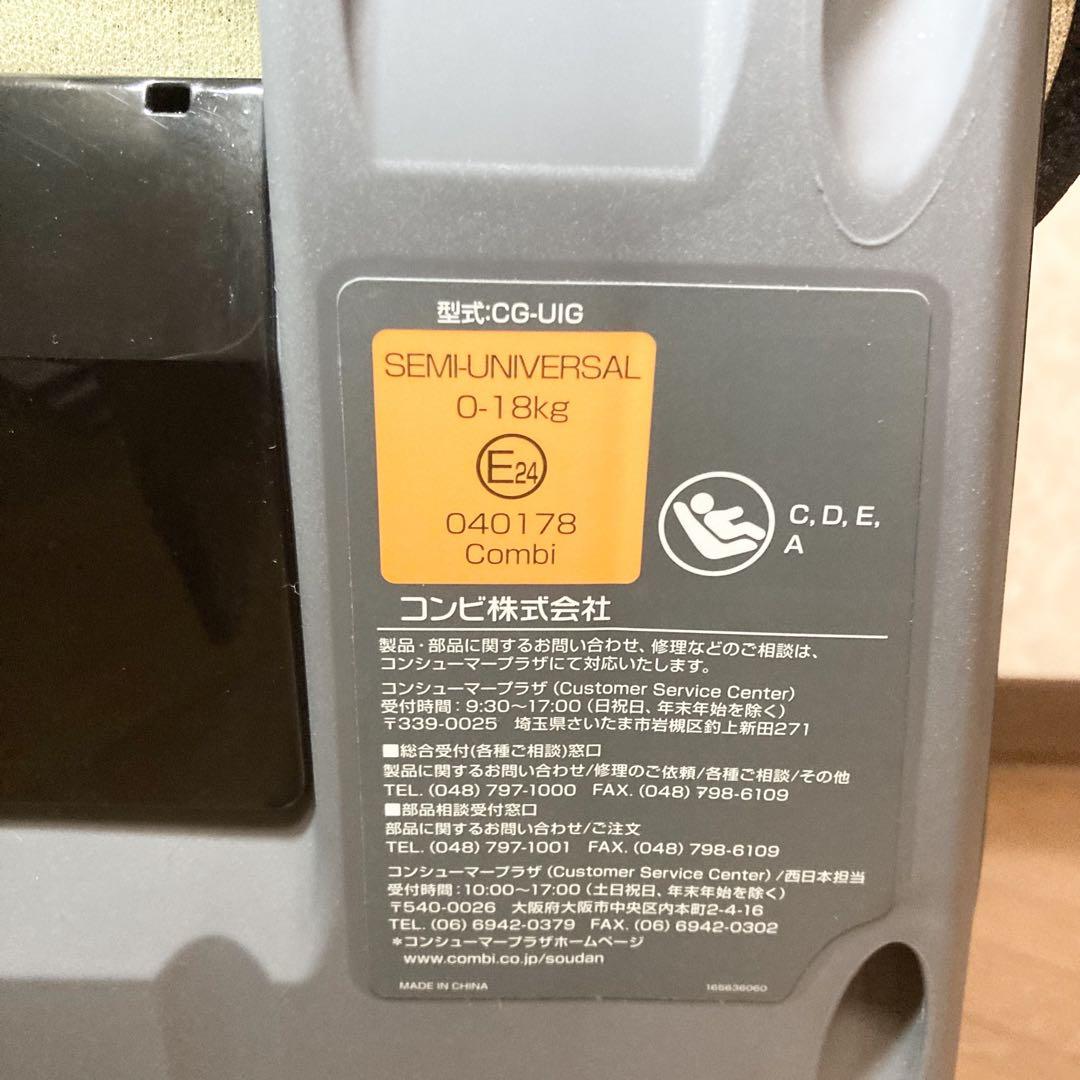 型式:CG-UIG
SEMI-UNIVERSAL
0-18kg
E24
040178
Combi
C, D, E,
A
コンビ株式会社
製品・部品に関するお問い合わせ、修理などのご相談は、
コンシューマープラザにて対応いたします。
コンシューマープラザ (Customer Service Center)
受付時間:9:30〜17:00 (日祝日、年末年始を除く)
〒339-0025 埼玉県さいたま市岩槻区釣上新田271
■総合受付(各種ご相談)窓口
製品に関するお問い合わせ/修理のご依頼/各種ご相談/その他
TEL. (048) 797-1000 FAX. (048) 798-6109
■部品相談受付窓口
部品に関するお問い合わせ/ご注文
TEL. (048) 797-1001 FAX. (048) 798-6109
コンシューマープラザ (Customer Service Center) /西日本担当
受付時間:10:00〜17:00 (土日祝日、年末年始を除く)
〒540-0026 大阪府大阪市中央区内本町2-4-16
TEL. (06) 6942-0379 FAX. (06) 6942-0302
*コンシューマープラザホームページ
www.combi.co.jp/soudan
MADE IN CHINA 165636060